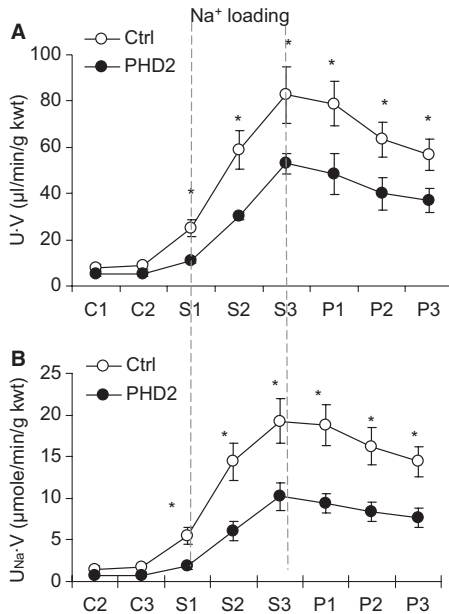 Na⁺ loading
A
Ctrl
PHD2
U·V (µl/min/g kwt)
100
80
60
40
20
0
* * * * * *
C1 C2 S1 S2 S3 P1 P2 P3
B
Ctrl
PHD2
U_Na·V (µmole/min/g kwt)
25
20
15
10
5
0
* * * * * *
C2 C3 S1 S2 S3 P1 P2 P3